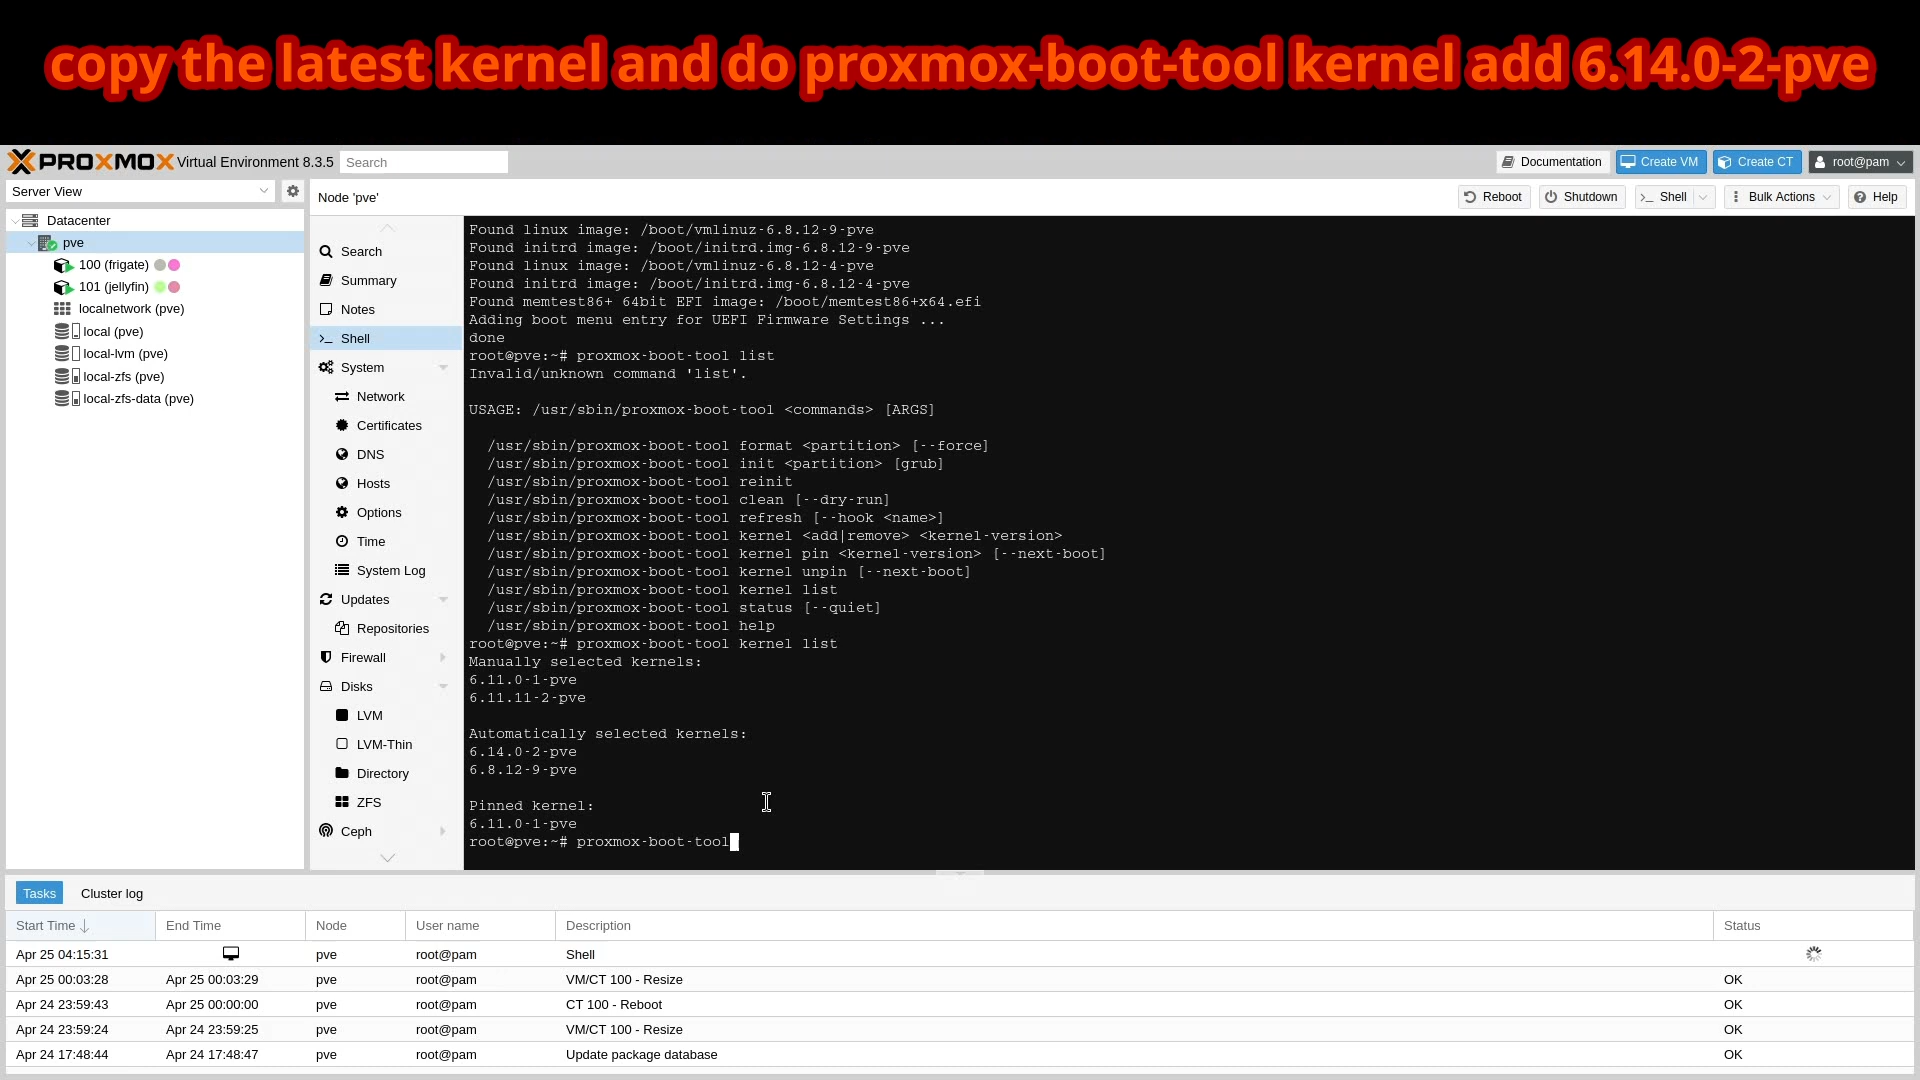 copy the latest kernel and do proxmox-boot-tool kernel add 6.14.0-2-pve
PROXMOX Virtual Environment 8.3.5 Search
Documentation Create VM Create CT root@pam
Server View
Node 'pve'
Reboot Shutdown Shell Bulk Actions Help
Datacenter
pve
100 (frigate)
101 (jellyfin)
localnetwork (pve)
local (pve)
local-lvm (pve)
local-zfs (pve)
local-zfs-data (pve)
Search
Summary
Notes
Shell
System
Network
Certificates
DNS
Hosts
Options
Time
System Log
Updates
Repositories
Firewall
Disks
LVM
LVM-Thin
Directory
ZFS
Ceph
Found linux image: /boot/vmlinuz-6.8.12-9-pve
Found initrd image: /boot/initrd.img-6.8.12-9-pve
Found linux image: /boot/vmlinuz-6.8.12-4-pve
Found initrd image: /boot/initrd.img-6.8.12-4-pve
Found memtest86+ 64bit EFI image: /boot/memtest86+x64.efi
Adding boot menu entry for UEFI Firmware Settings ...
done
root@pve:~# proxmox-boot-tool list
Invalid/unknown command 'list'.
USAGE: /usr/sbin/proxmox-boot-tool <commands> [ARGS]
/usr/sbin/proxmox-boot-tool format <partition> [--force]
/usr/sbin/proxmox-boot-tool init <partition> [grub]
/usr/sbin/proxmox-boot-tool reinit
/usr/sbin/proxmox-boot-tool clean [--dry-run]
/usr/sbin/proxmox-boot-tool refresh [--hook <name>]
/usr/sbin/proxmox-boot-tool kernel <add|remove> <kernel-version>
/usr/sbin/proxmox-boot-tool kernel pin <kernel-version> [--next-boot]
/usr/sbin/proxmox-boot-tool kernel unpin [--next-boot]
/usr/sbin/proxmox-boot-tool kernel list
/usr/sbin/proxmox-boot-tool status [--quiet]
/usr/sbin/proxmox-boot-tool help
root@pve:~# proxmox-boot-tool kernel list
Manually selected kernels:
6.11.0-1-pve
6.11.11-2-pve
Automatically selected kernels:
6.14.0-2-pve
6.8.12-9-pve
Pinned kernel:
6.11.0-1-pve
root@pve:~# proxmox-boot-tool
Tasks Cluster log
Start Time End Time Node User name Description Status
Apr 25 04:15:31 pve root@pam Shell
Apr 25 00:03:28 Apr 25 00:03:29 pve root@pam VM/CT 100 - Resize OK
Apr 24 23:59:43 Apr 25 00:00:00 pve root@pam CT 100 - Reboot OK
Apr 24 23:59:24 Apr 24 23:59:25 pve root@pam VM/CT 100 - Resize OK
Apr 24 17:48:44 Apr 24 17:48:47 pve root@pam Update package database OK